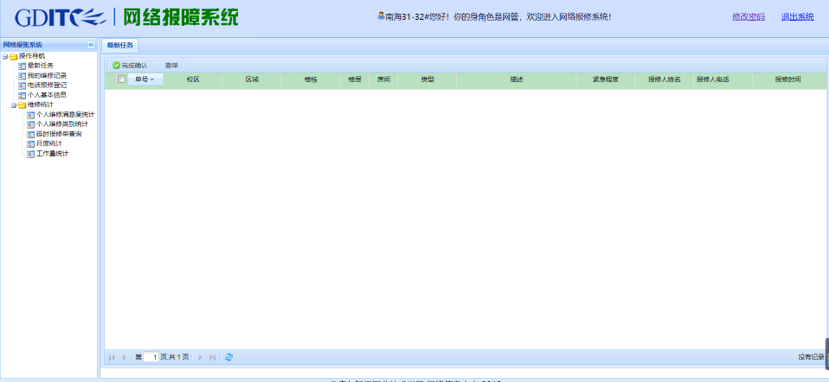 GDITC 网络报障系统
南海31-32#您好！你的身角色是网管，欢迎进入网络报修系统！
修改密码 退出系统
网络报账系统
操作导航
最新任务
我的维修记录
电话报修登记
个人基本信息
维修统计
个人维修满意度统计
个人维修类别统计
延时报修单查询
月度统计
工作量统计
最新任务
完成确认
单号 校区 区域 楼栋 楼层 房间 类型 描述 紧急程度 报修人姓名 报修人电话 报修时间
第 1 页,共 1 页
没有记录